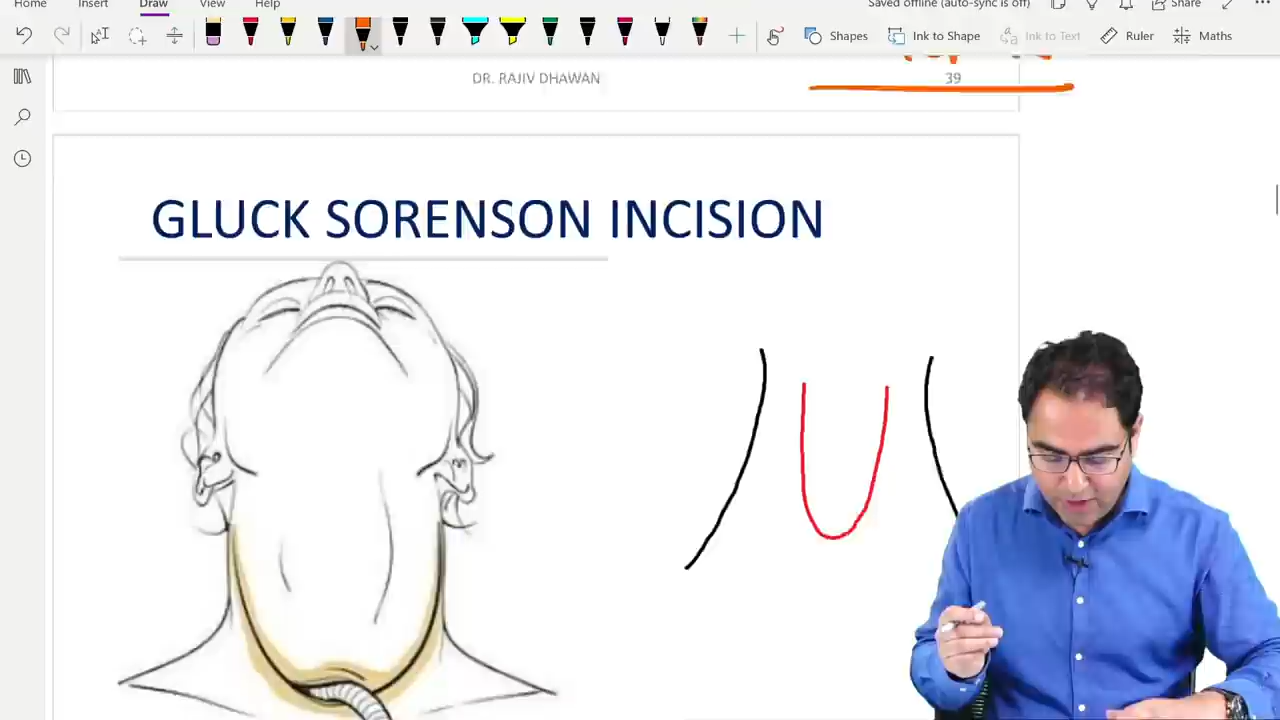 Home Insert Draw View Help Saved offline (auto-sync is off) Share
Shapes Ink to Shape Ink to Text Ruler Maths
DR. RAJIV DHAWAN 39
GLUCK SORENSON INCISION